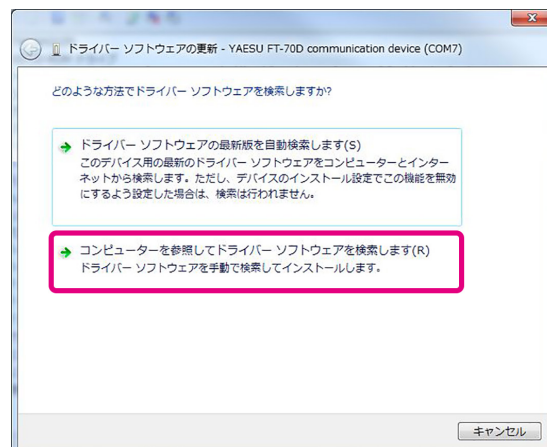 ドライバー ソフトウェアの更新 - YAESU FT-70D communication device (COM7)
どのような方法でドライバー ソフトウェアを検索しますか?
ドライバー ソフトウェアの最新版を自動検索します(S)
このデバイス用の最新のドライバー ソフトウェアをコンピューターとインター
ネットから検索します。ただし、デバイスのインストール設定でこの機能を無効
にするよう設定した場合は、検索は行われません。
コンピューターを参照してドライバー ソフトウェアを検索します(R)
ドライバー ソフトウェアを手動で検索してインストールします。
キャンセル